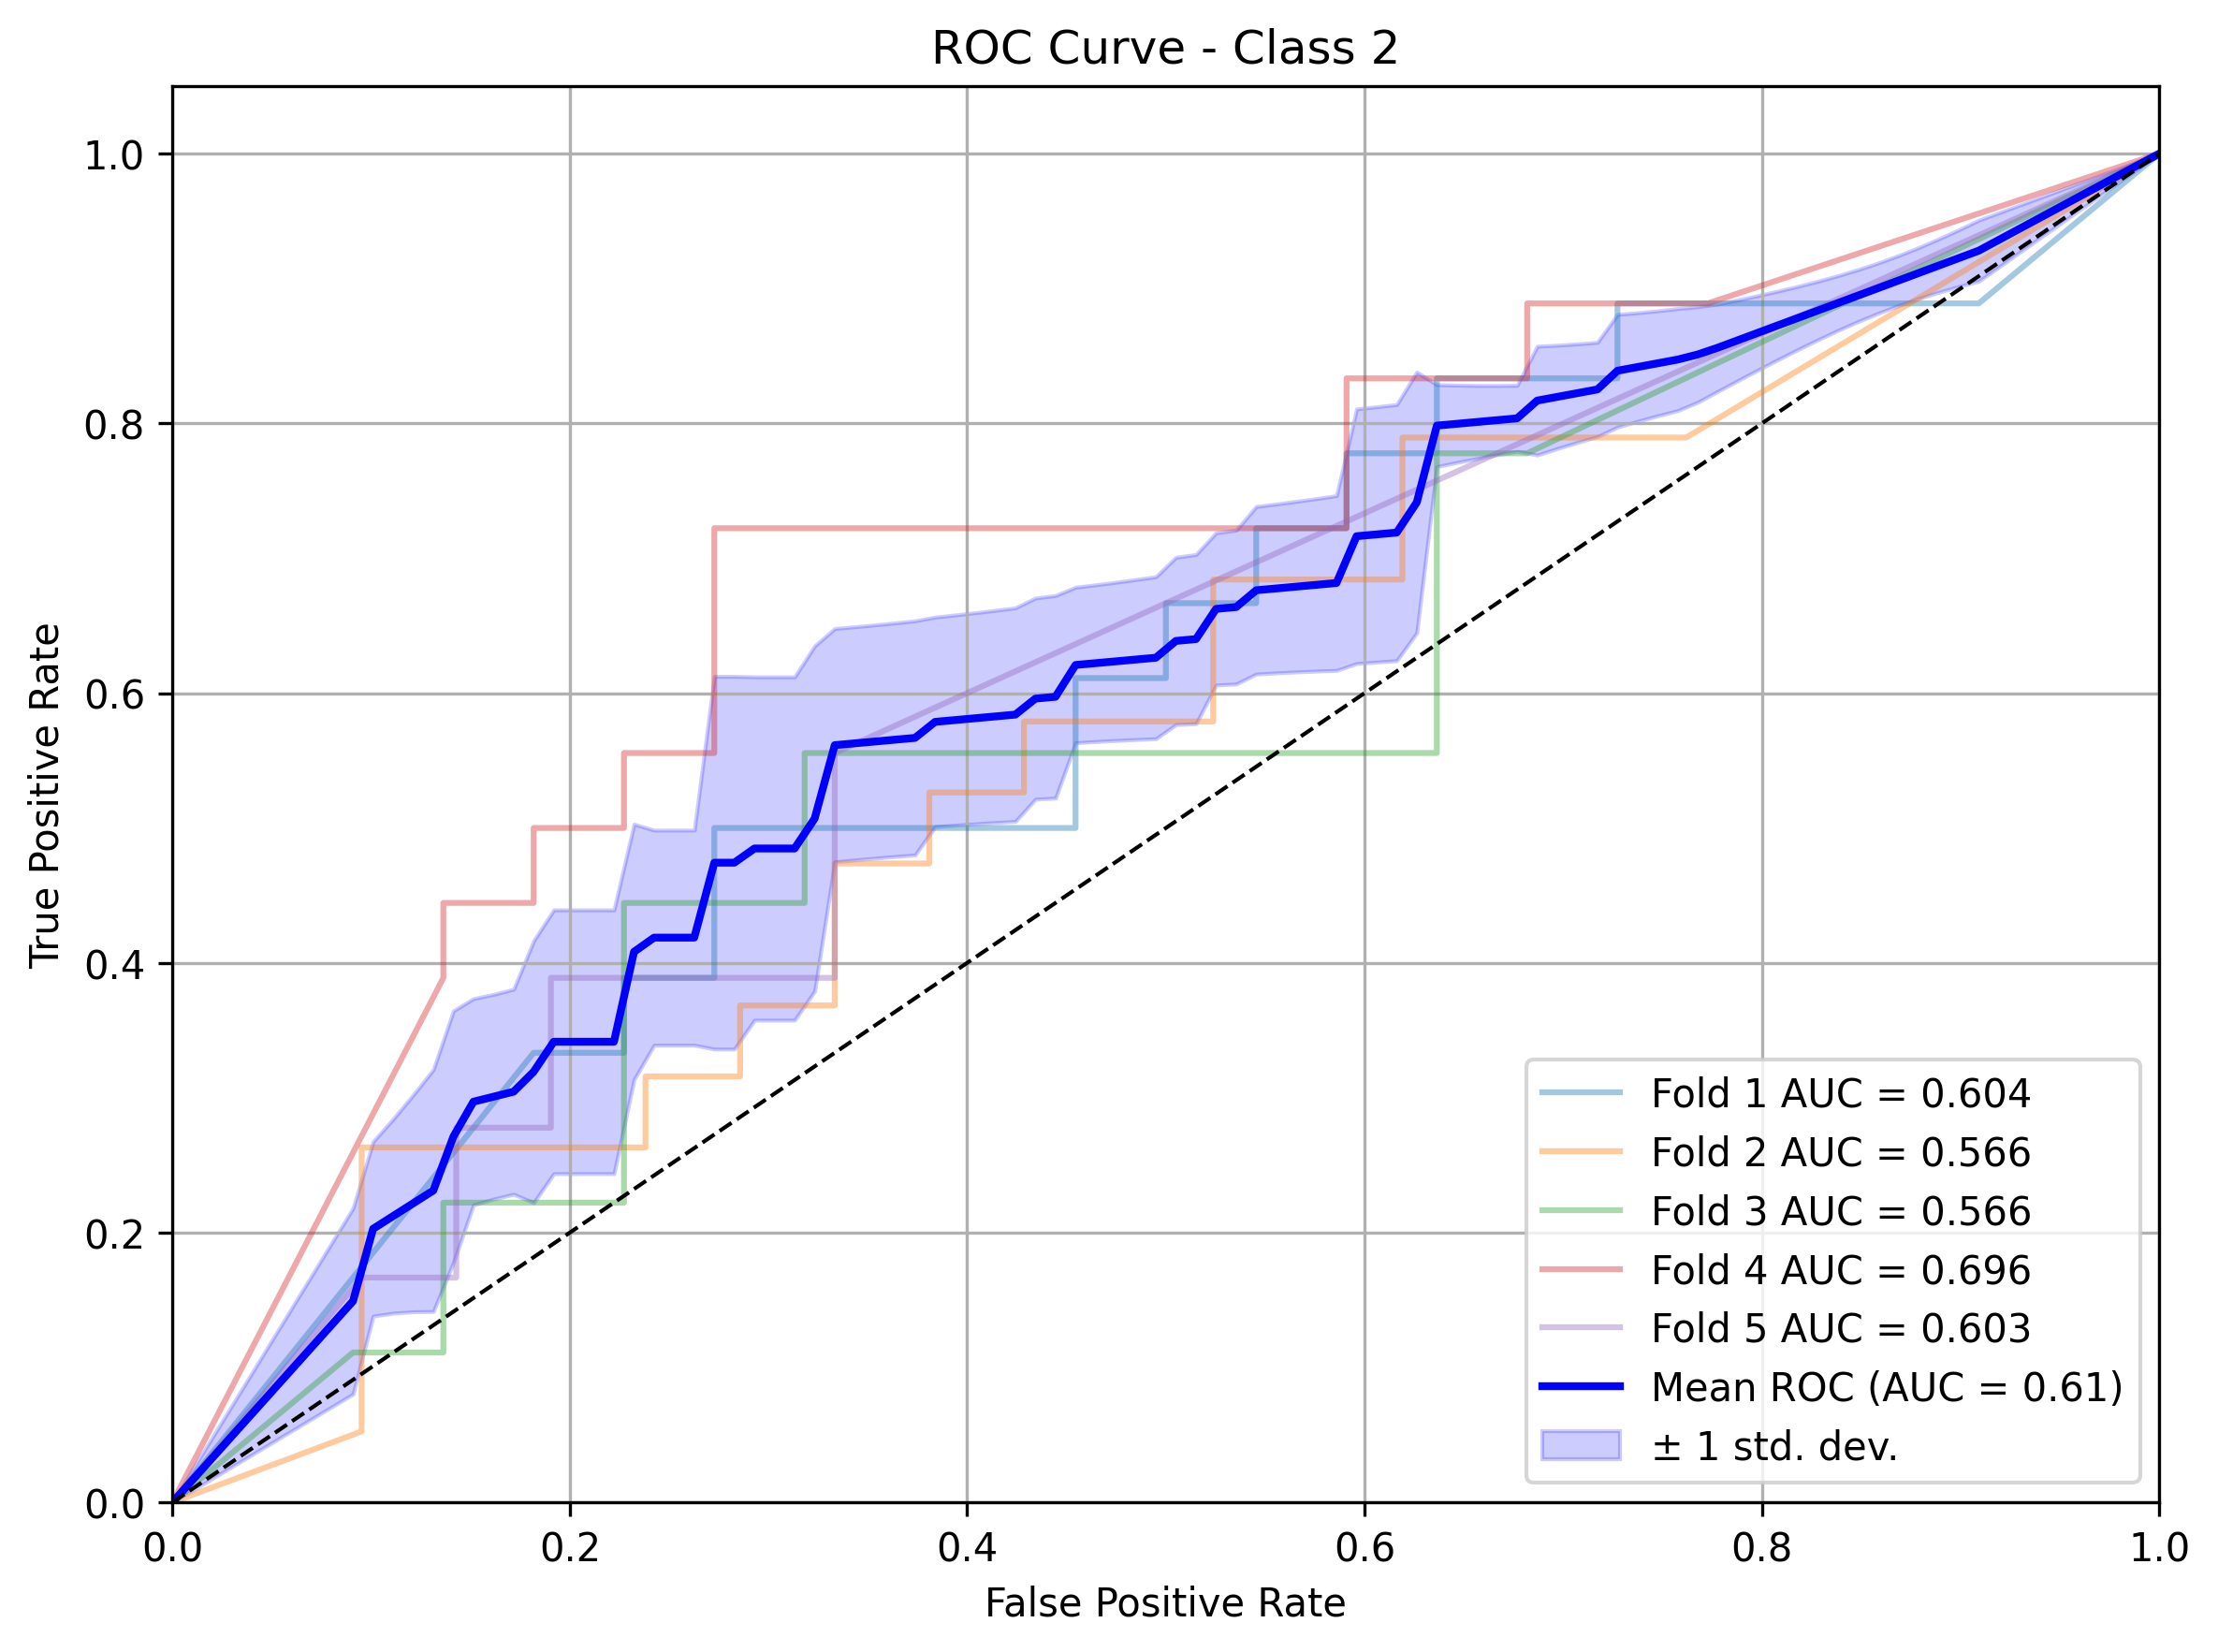 ROC Curve - Class 2
True Positive Rate
1.0
0.8
0.6
0.4
0.2
0.0
0.0 0.2 0.4 0.6 0.8 1.0
False Positive Rate
Fold 1 AUC = 0.604
Fold 2 AUC = 0.566
Fold 3 AUC = 0.566
Fold 4 AUC = 0.696
Fold 5 AUC = 0.603
Mean ROC (AUC = 0.61)
± 1 std. dev.